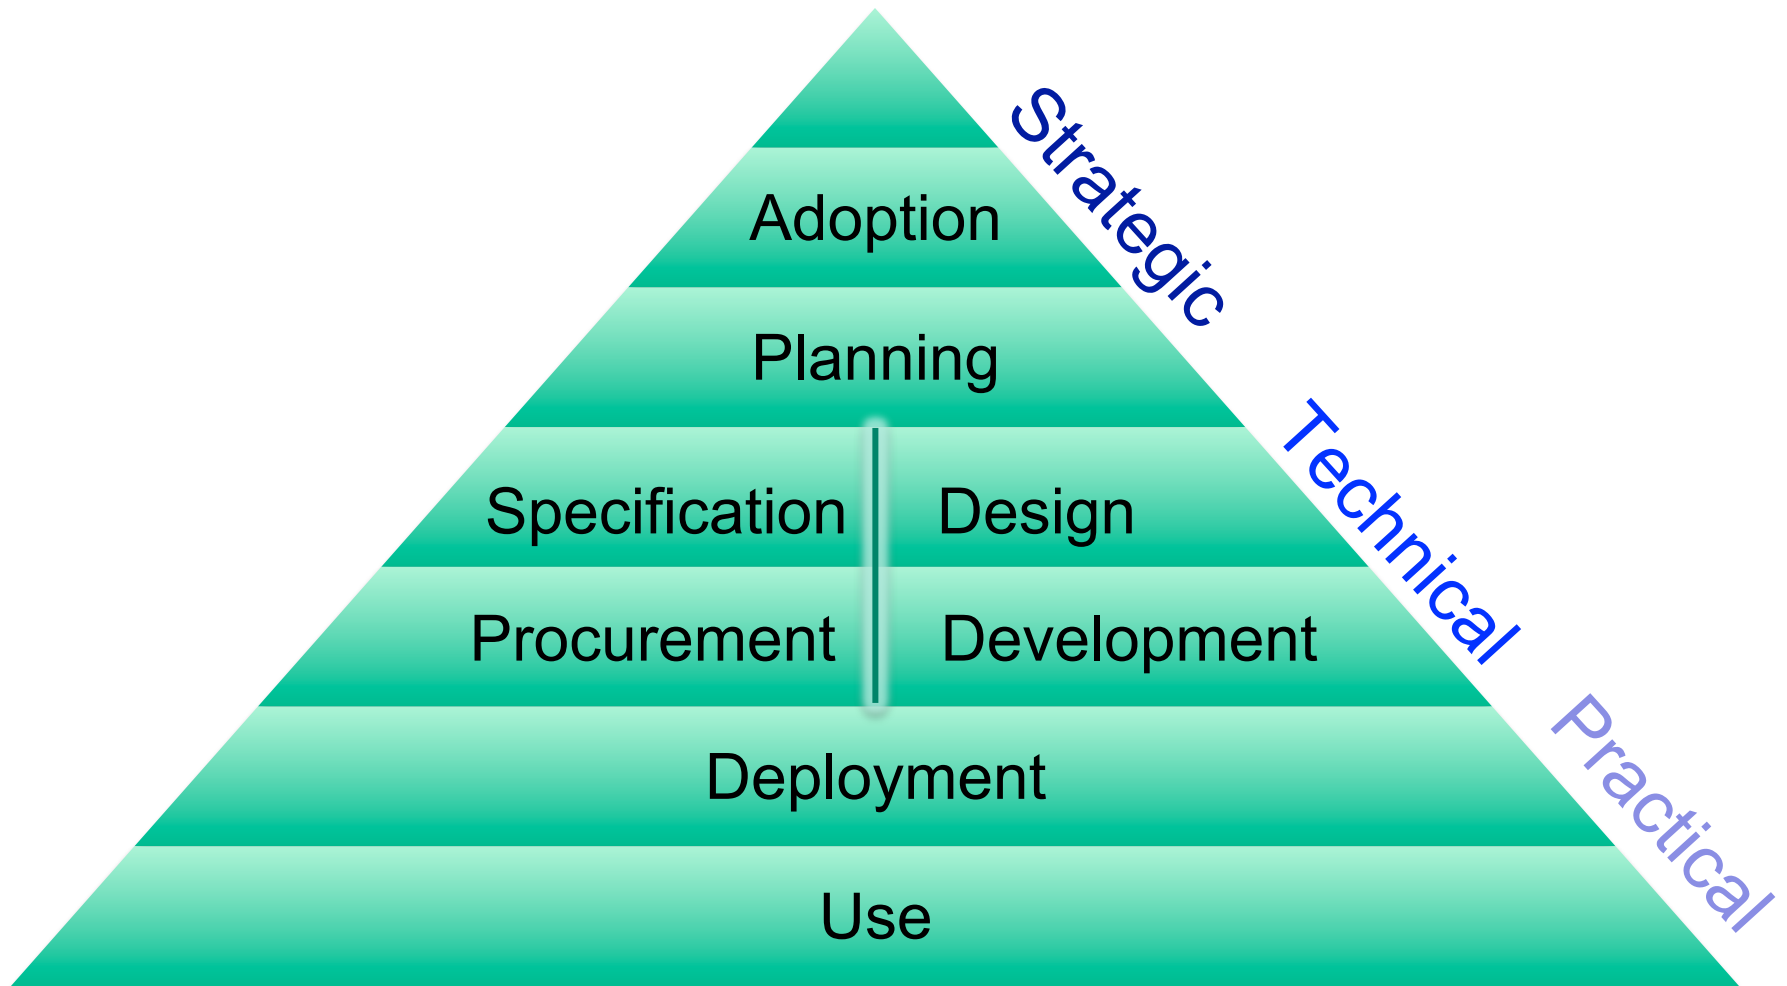 Strategic
Adoption
Planning
Technical
Specification Design
Procurement Development
Practical
Deployment
Use